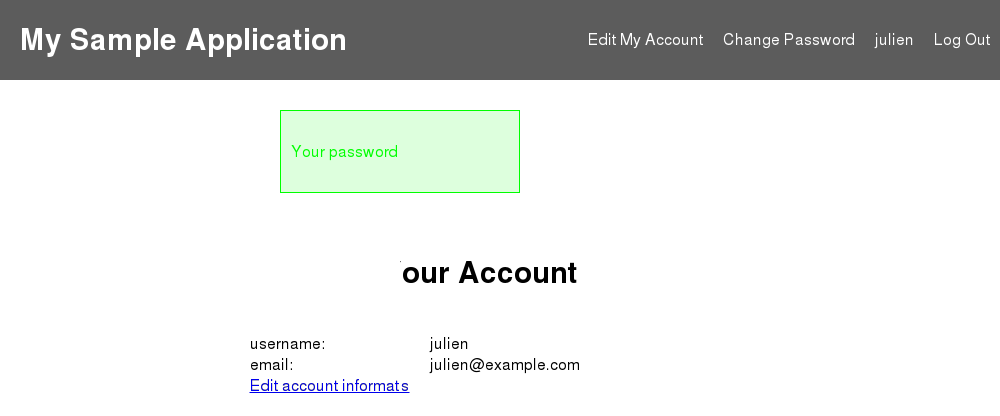 My Sample Application
Edit My Account Change Password julien Log Out
Your password
our Account
username: julien
email: julien@example.com
Edit account informats